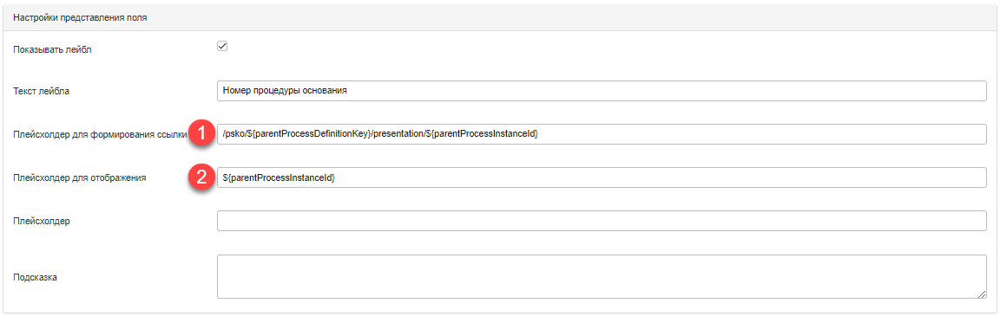 Настройки представления поля
Показывать лейбл
Текст лейбла Номер процедуры основания
Плейсхолдер для формирования ссылки 1 /psko/${parentProcessDefinitionKey}/presentation/${parentProcessInstanceId}
Плейсхолдер для отображения 2 ${parentProcessInstanceId}
Плейсхолдер
Подсказка